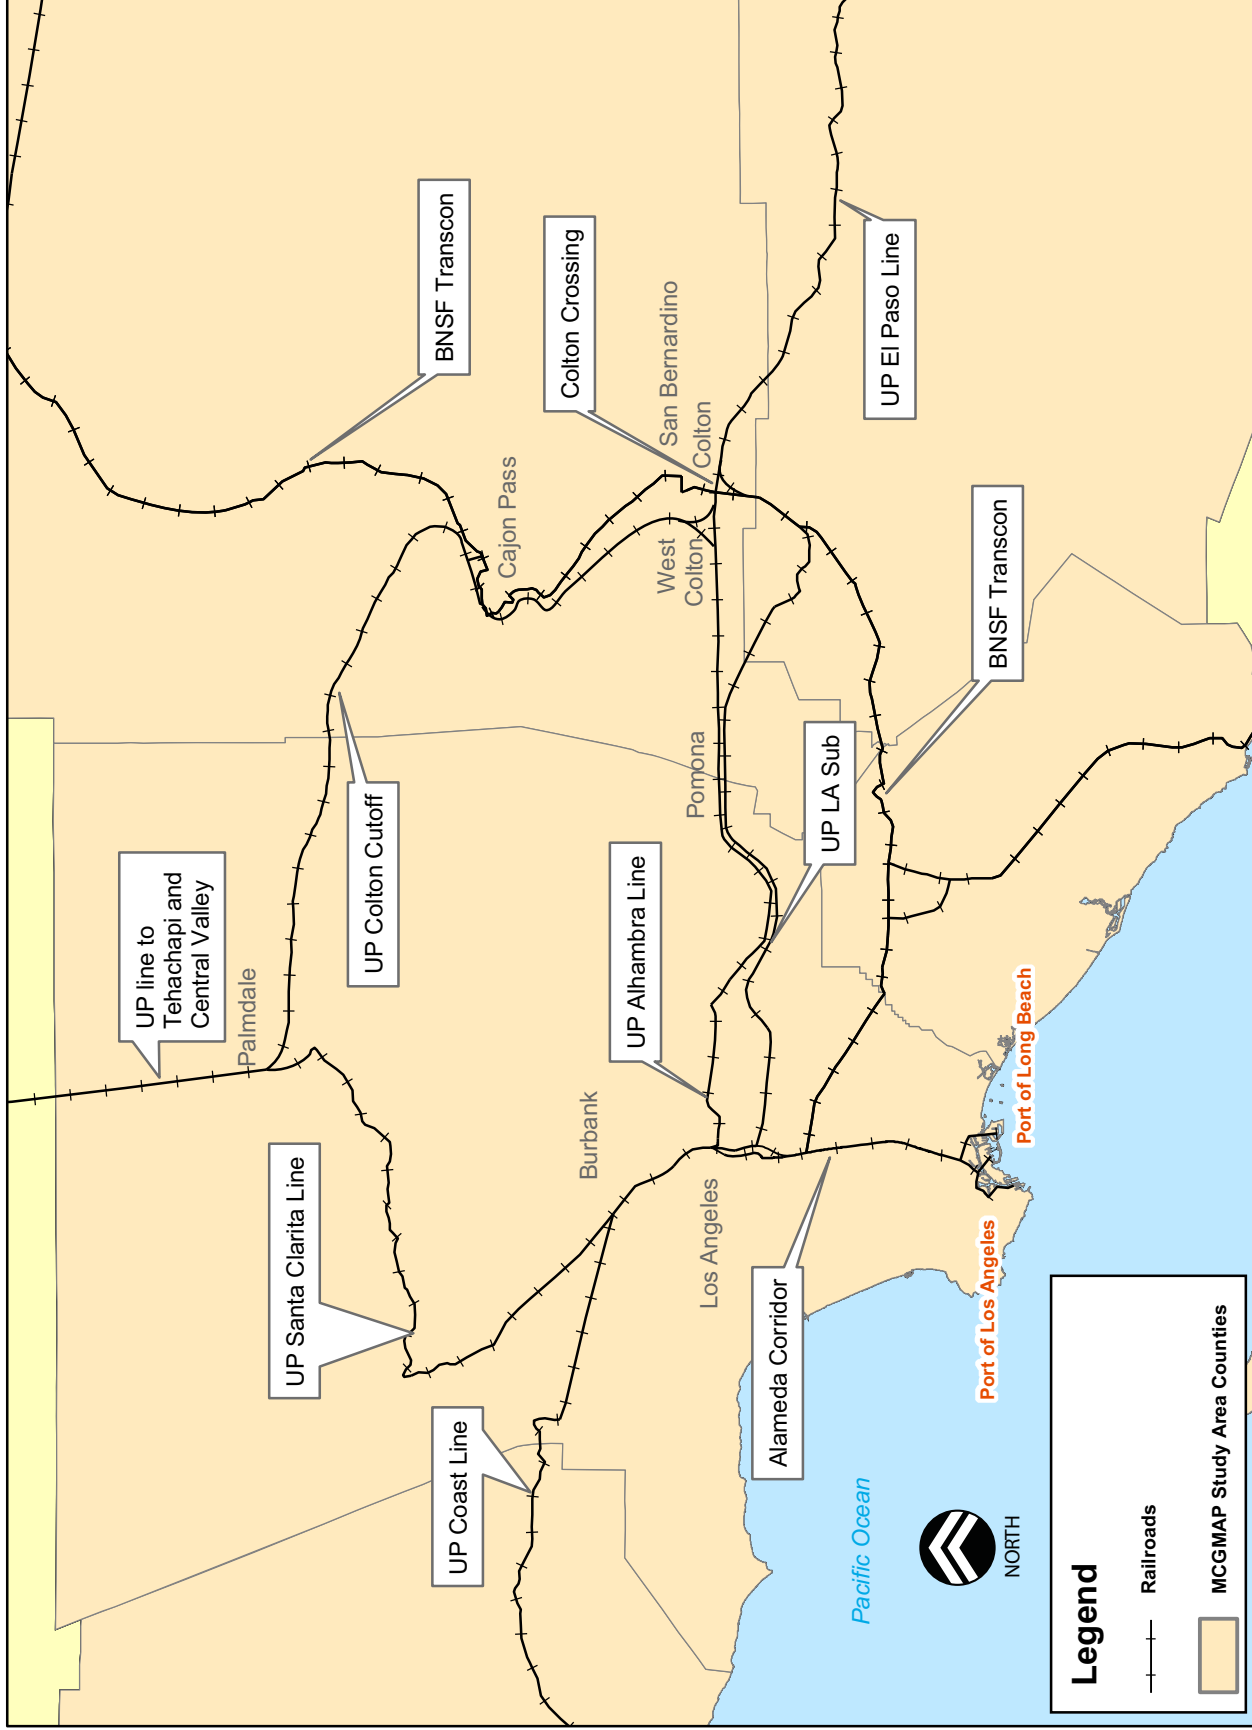 UP line to
Tehachapi and
Central Valley
Palmdale
UP Santa Clarita Line
UP Colton Cutoff
BNSF Transcon
UP Coast Line
Cajon Pass
Colton Crossing
Burbank
UP Alhambra Line
San Bernardino
Colton
West
Colton
Pomona
Los Angeles
UP LA Sub
UP El Paso Line
Alameda Corridor
BNSF Transcon
Port of Los Angeles
Port of Long Beach
Pacific Ocean
NORTH
Legend
Railroads
MCGMAP Study Area Counties